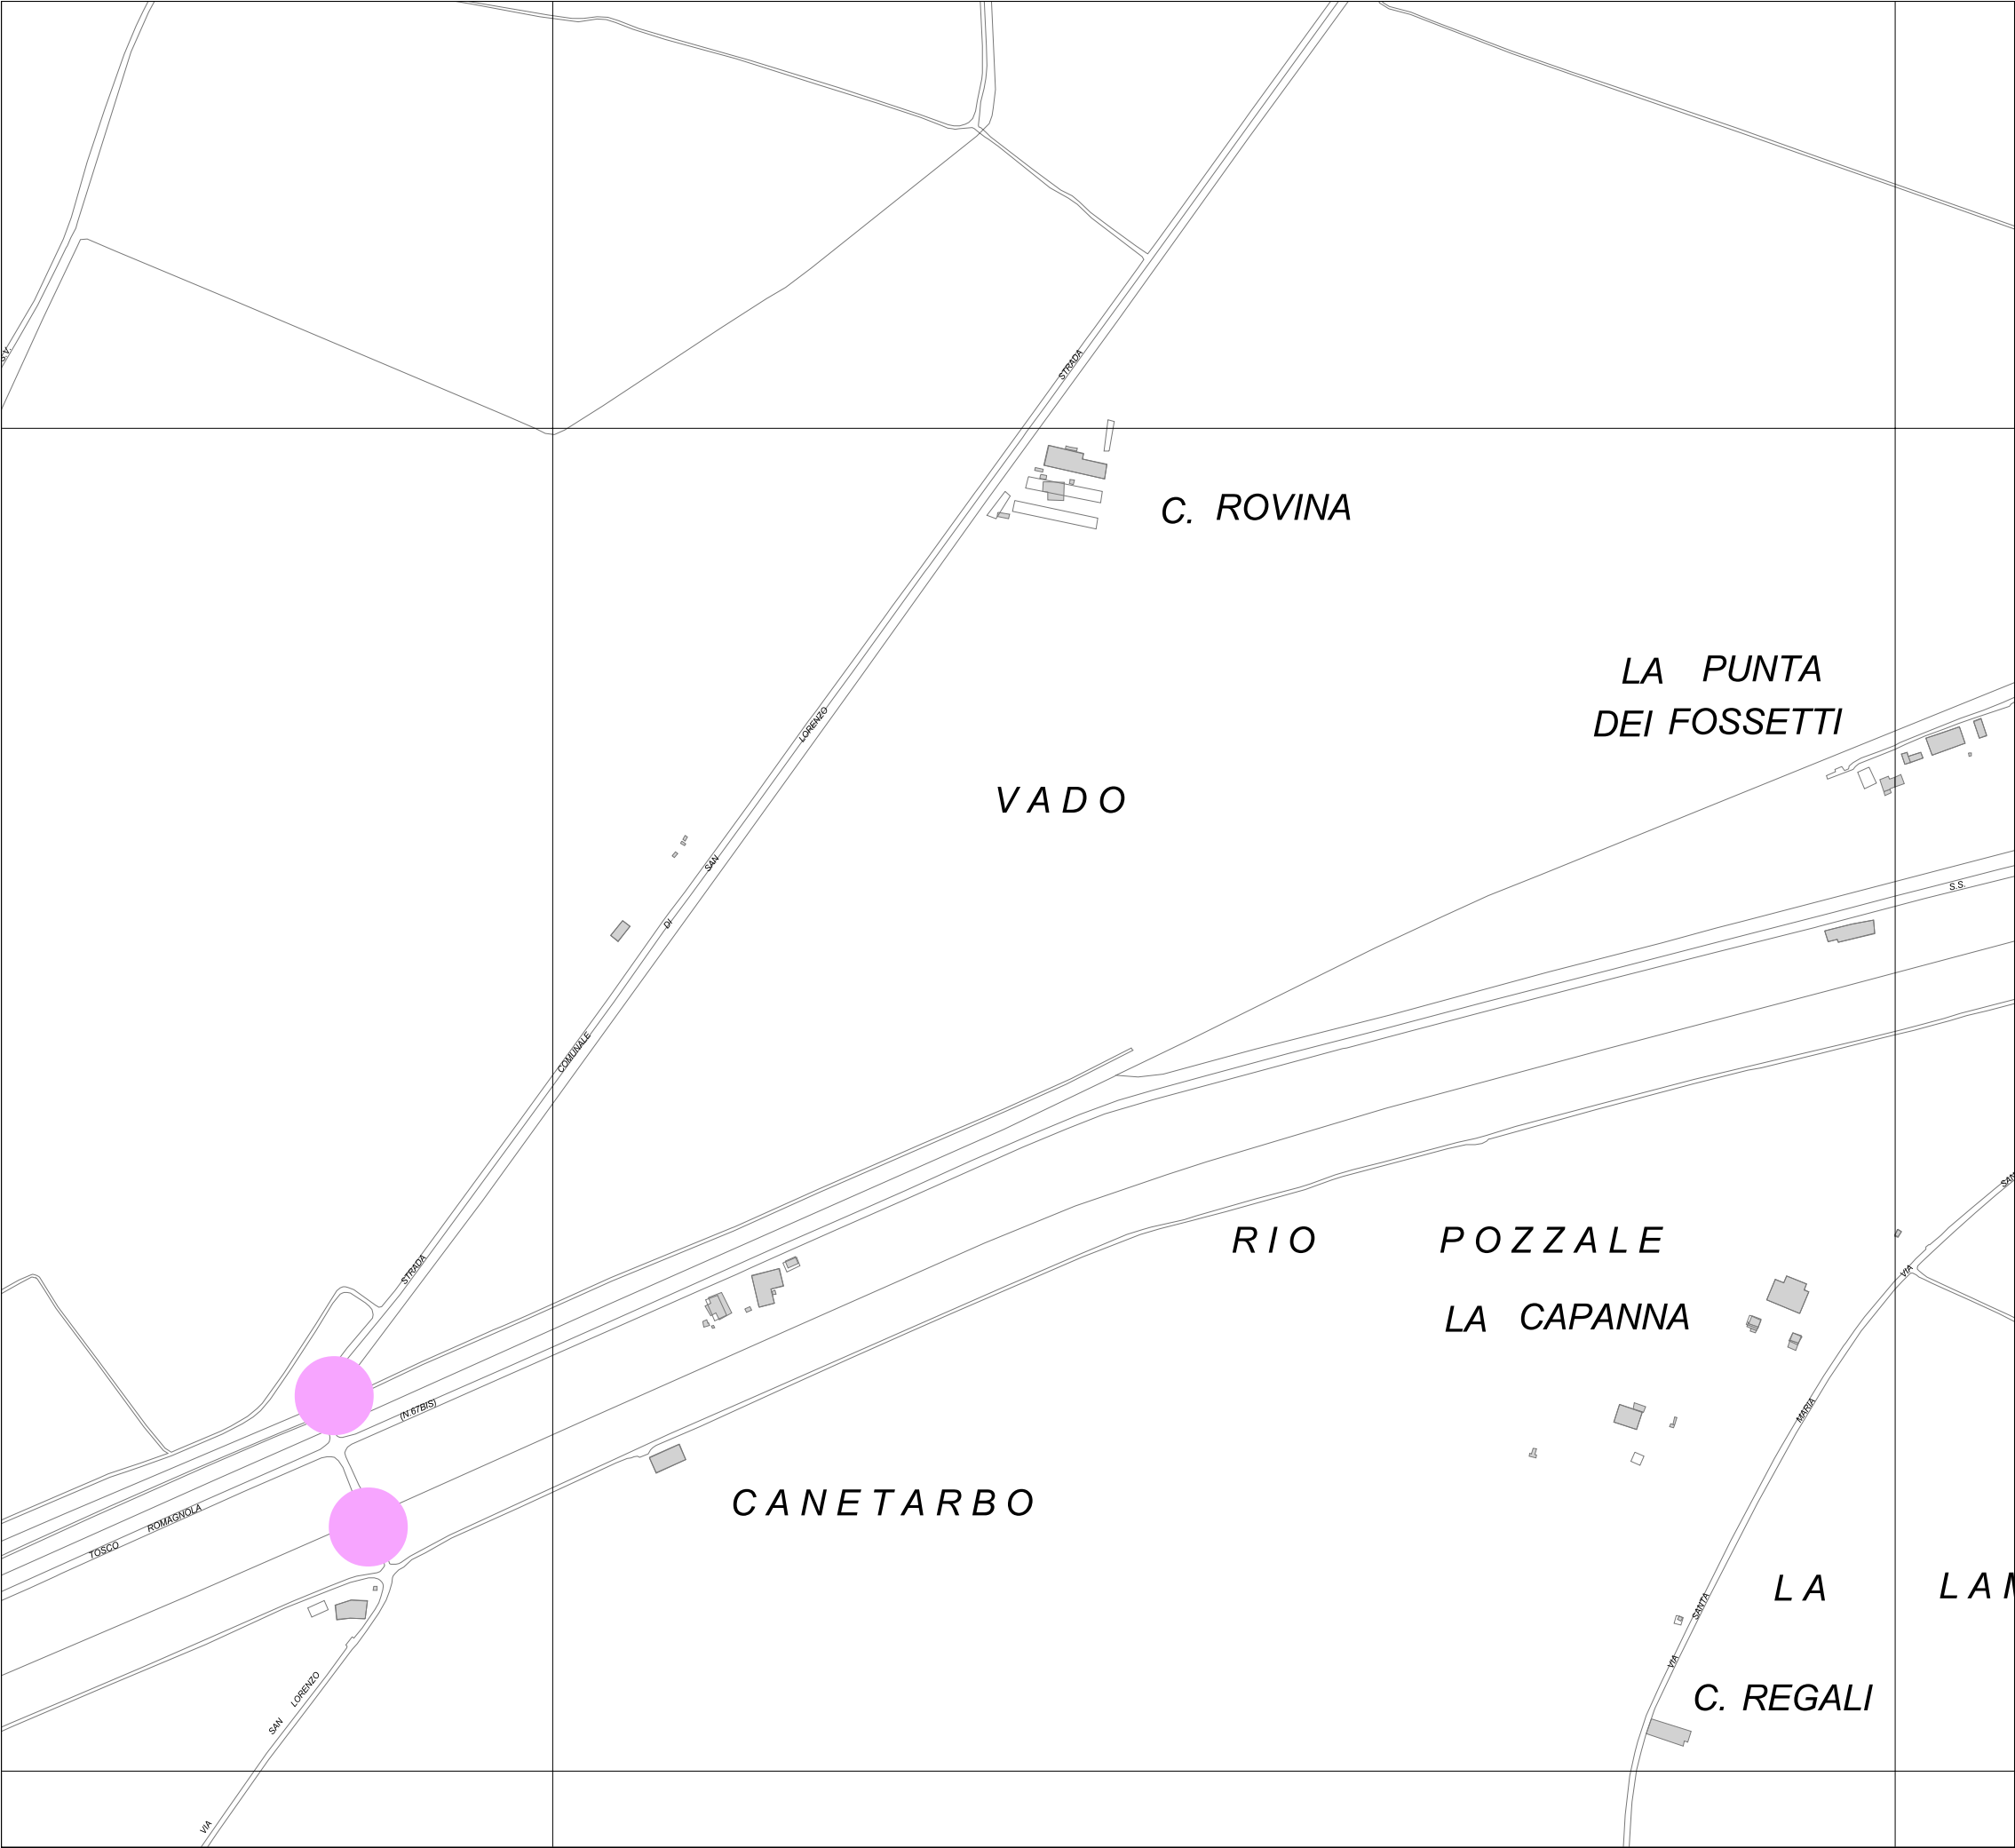 S.V.
STRADA
C. ROVINA
LA PUNTA
DEI FOSSETTI
LORENZO
VADO
SAN
S.S.
DI
COMUNALE
SAN
RIO POZZALE
STRADA
VIA
LA CAPANNA
(N.67BIS)
MARIA
CANETARBO
ROMAGNOLA
TOSCO
LA
SANTA
VIA
LORENZO
SAN
C. REGALI
VIA